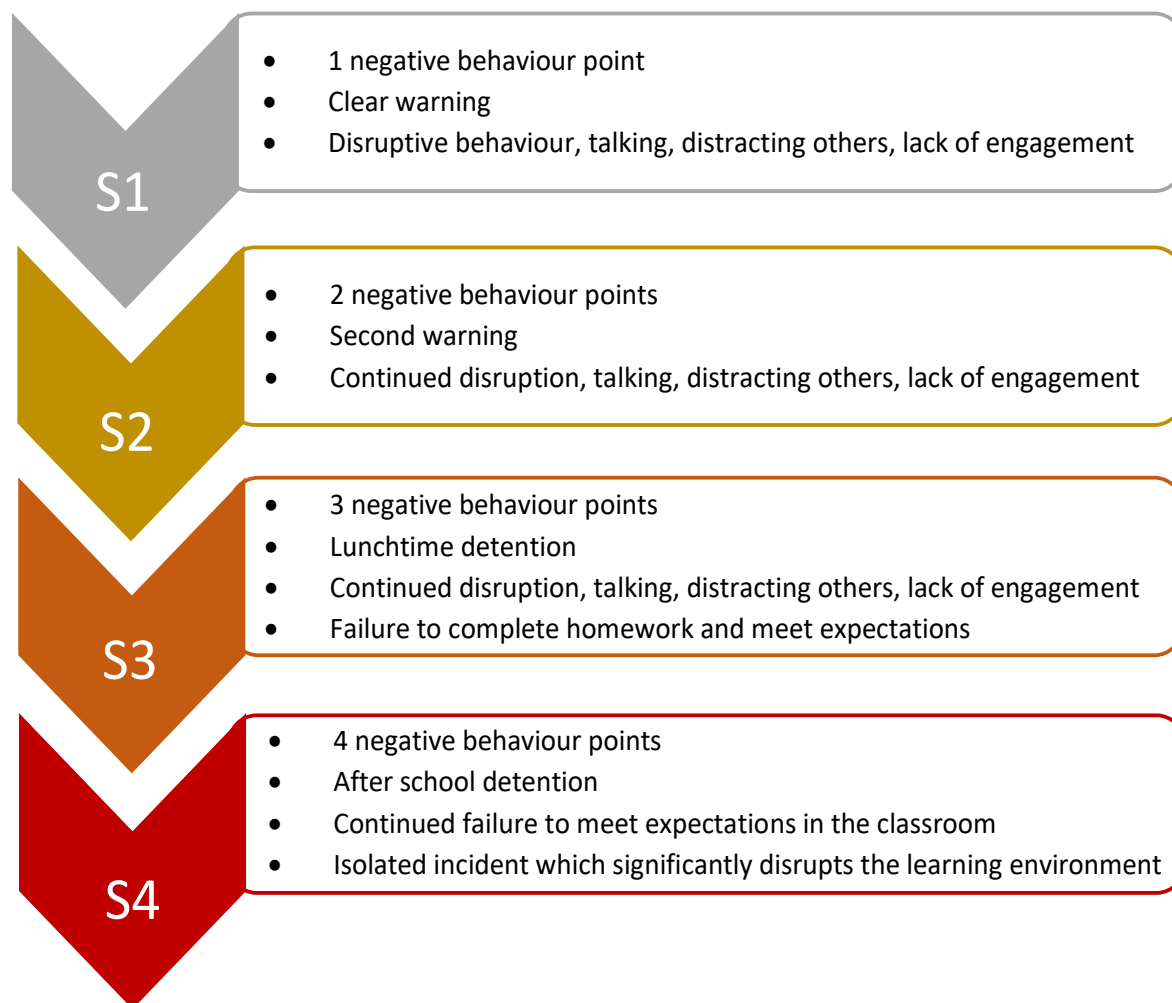 S1
• 1 negative behaviour point
• Clear warning
• Disruptive behaviour, talking, distracting others, lack of engagement
S2
• 2 negative behaviour points
• Second warning
• Continued disruption, talking, distracting others, lack of engagement
S3
• 3 negative behaviour points
• Lunchtime detention
• Continued disruption, talking, distracting others, lack of engagement
• Failure to complete homework and meet expectations
S4
• 4 negative behaviour points
• After school detention
• Continued failure to meet expectations in the classroom
• Isolated incident which significantly disrupts the learning environment